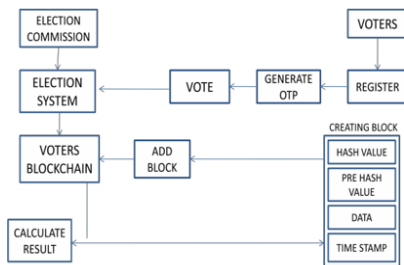 ELECTION
COMMISSION
VOTERS
ELECTION
SYSTEM
VOTE
GENERATE
OTP
REGISTER
CREATING BLOCK
VOTERS
BLOCKCHAIN
ADD
BLOCK
HASH VALUE
PRE HASH
VALUE
DATA
TIME STAMP
CALCULATE
RESULT